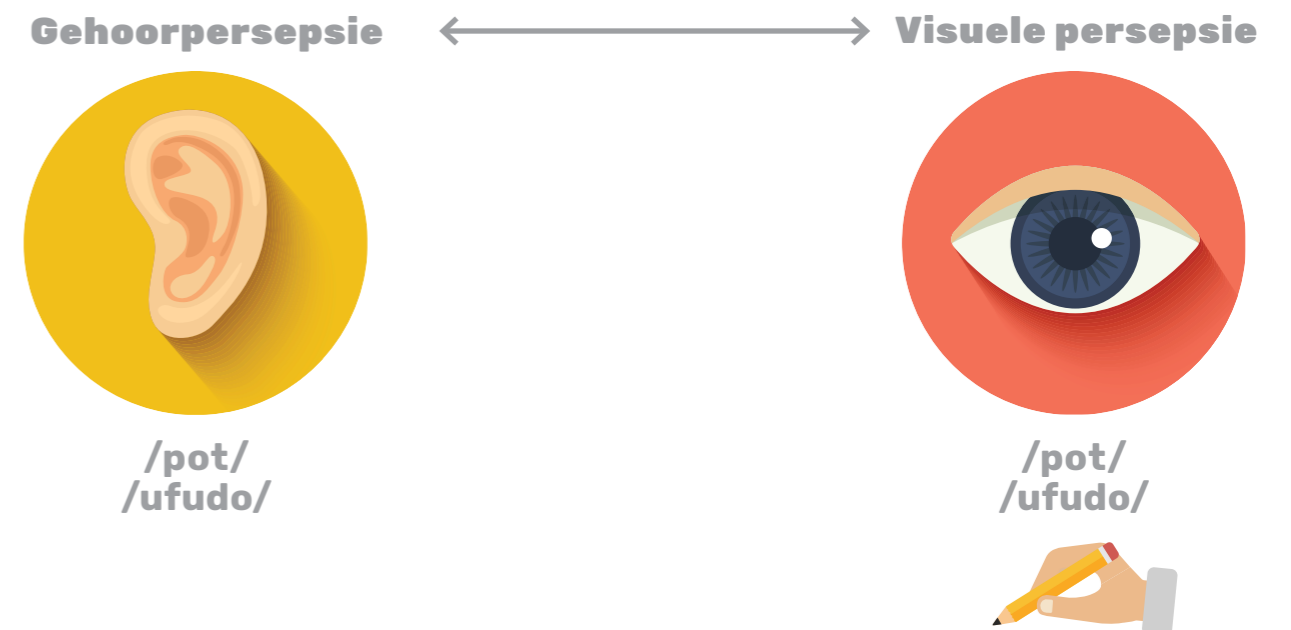 Gehoorpersepsie
Visuele persepsie
/pot/
/ufudo/
/pot/
/ufudo/